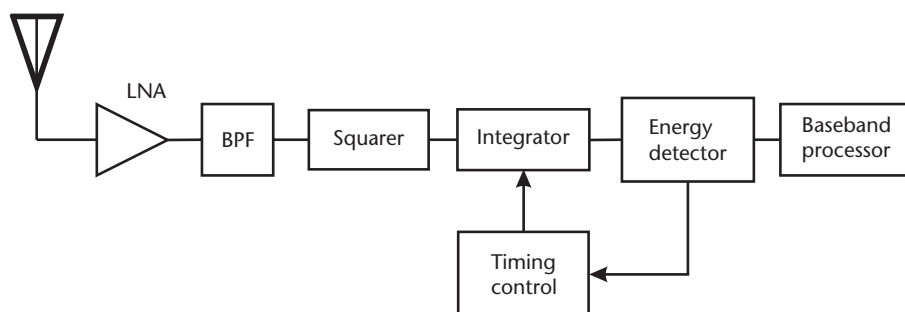 LNA
BPF
Squarer
Integrator
Energy
detector
Baseband
processor
Timing
control